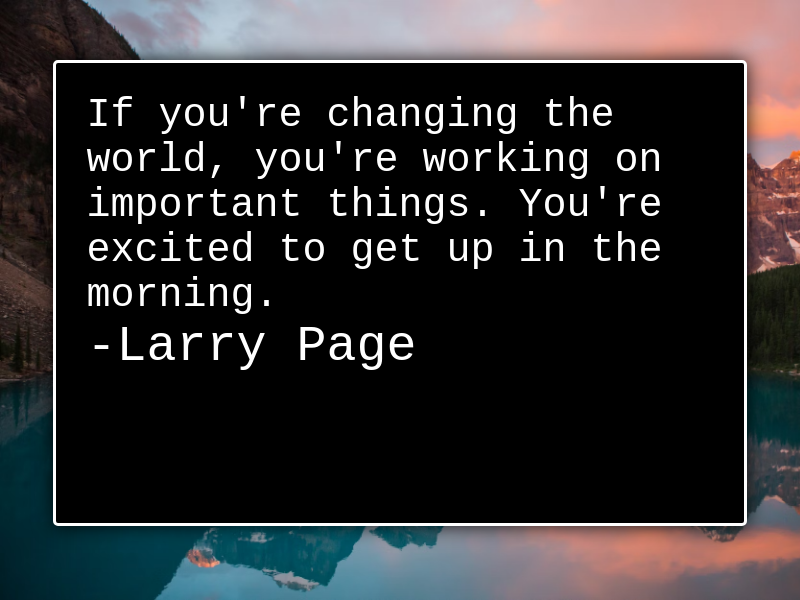 If you're changing the
world, you're working on
important things. You're
excited to get up in the
morning.
-Larry Page